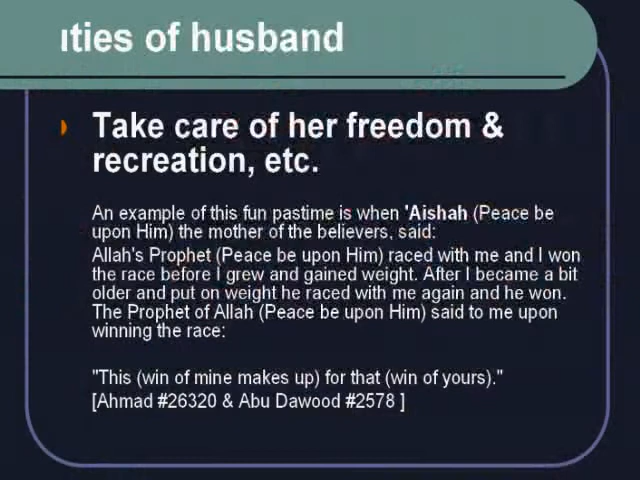 ities of husband
Take care of her freedom &
recreation, etc.
An example of this fun pastime is when 'Aishah (Peace be
upon Him) the mother of the believers, said:
Allah's Prophet (Peace be upon Him) raced with me and I won
the race before I grew and gained weight. After I became a bit
older and put on weight he raced with me again and he won.
The Prophet of Allah (Peace be upon Him) said to me upon
winning the race:
"This (win of mine makes up) for that (win of yours)."
[Ahmad #26320 & Abu Dawood #2578 ]